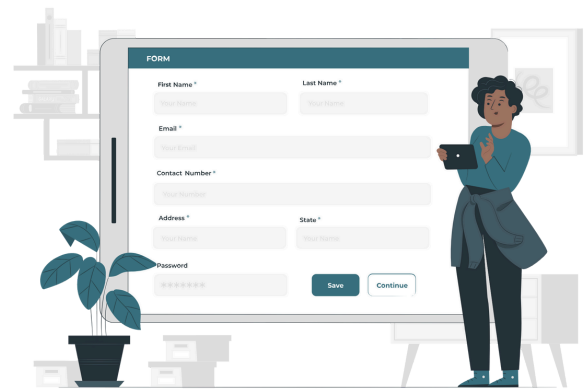 FORM
First Name * Last Name *
Your Name Your Name
Email *
Your Email
Contact Number *
Your Number
Address * State *
Your Name Your Name
Password
*******
Save Continue